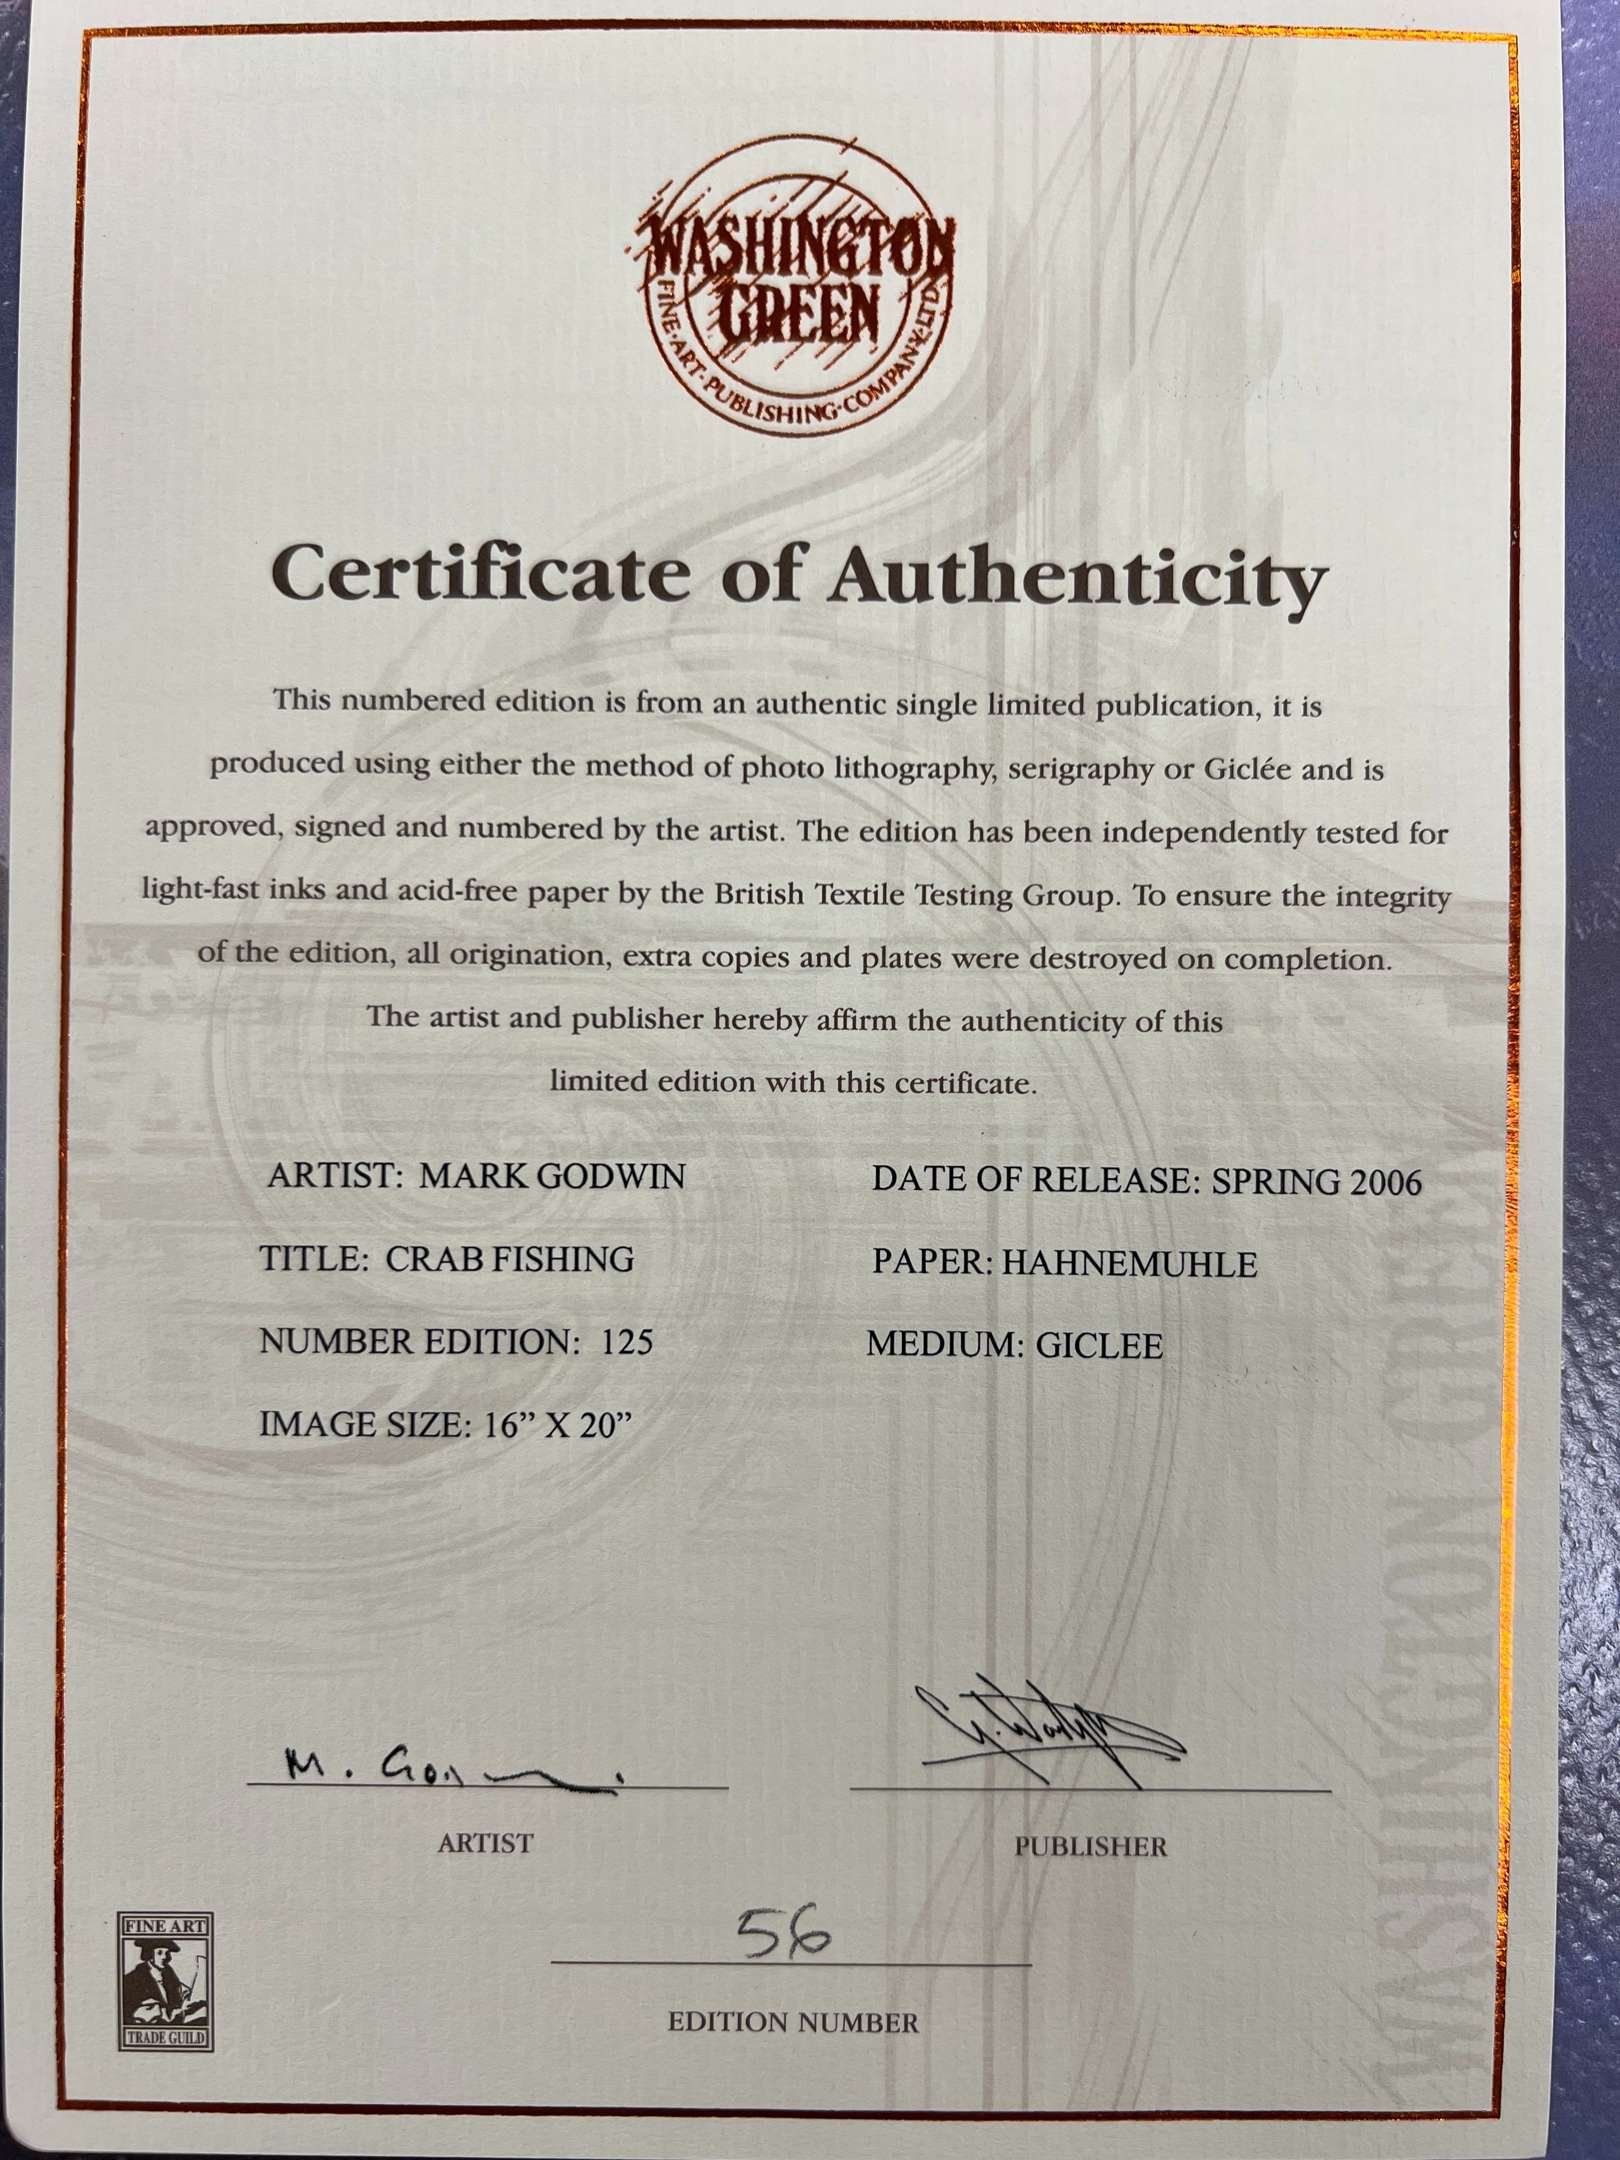 WASHINGTON
GREEN
FINE·ART·PUBLISHING·COMPANY·LTD
Certificate of Authenticity
This numbered edition is from an authentic single limited publication, it is
produced using either the method of photo lithography, serigraphy or Giclée and is
approved, signed and numbered by the artist. The edition has been independently tested for
light-fast inks and acid-free paper by the British Textile Testing Group. To ensure the integrity
of the edition, all origination, extra copies and plates were destroyed on completion.
The artist and publisher hereby affirm the authenticity of this
limited edition with this certificate.
ARTIST: MARK GODWIN
DATE OF RELEASE: SPRING 2006
TITLE: CRAB FISHING
PAPER: HAHNEMUHLE
NUMBER EDITION: 125
MEDIUM: GICLEE
IMAGE SIZE: 16” X 20”
WASHINGTON GREEN
M.
ARTIST
PUBLISHER
56
EDITION NUMBER
FINE ART
TRADE GUILD